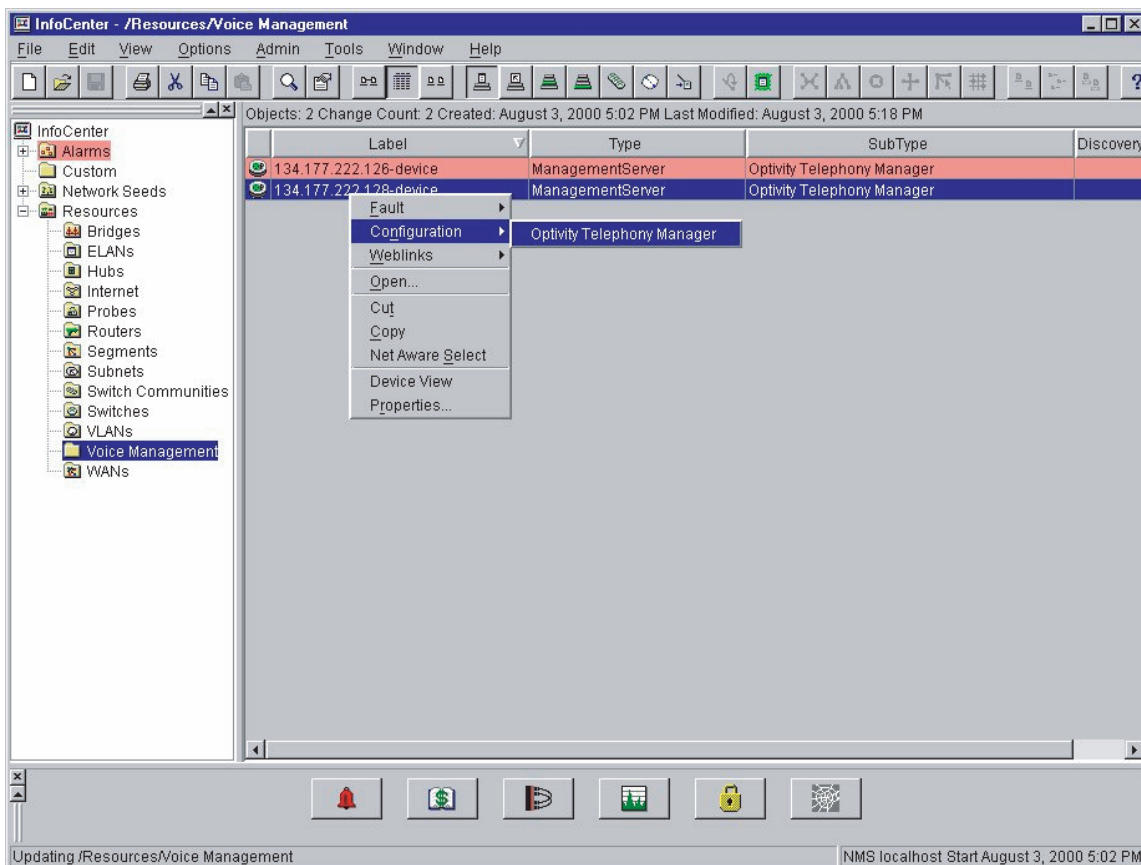 InfoCenter - /Resources/Voice Management
File Edit View Options Admin Tools Window Help
Objects: 2 Change Count: 2 Created: August 3, 2000 5:02 PM Last Modified: August 3, 2000 5:18 PM
InfoCenter
Alarms
Custom
Network Seeds
Resources
Bridges
ELANs
Hubs
Internet
Probes
Routers
Segments
Subnets
Switch Communities
Switches
VLANs
Voice Management
WANs
Label Type SubType Discovery
134.177.222.126-device ManagementServer Optivity Telephony Manager
134.177.222.128-device ManagementServer Optivity Telephony Manager
Fault
Configuration
Optivity Telephony Manager
Weblinks
Open...
Cut
Copy
Net Aware Select
Device View
Properties...
Updating /Resources/Voice Management
NMS localhost Start August 3, 2000 5:02 PM